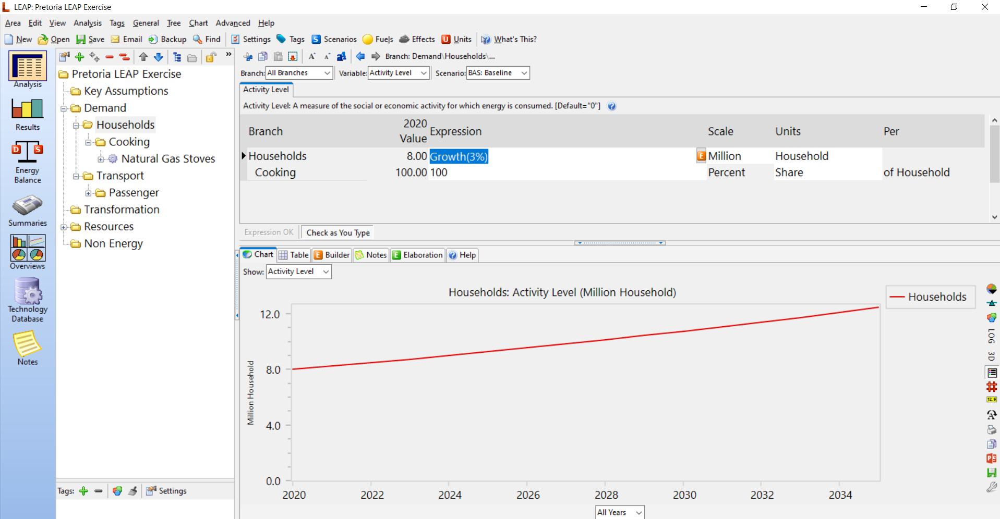 LEAP: Pretoria LEAP Exercise
Area Edit View Analysis Tags General Tree Chart Advanced Help
New Open Save Email Backup Find Settings Tags Scenarios Fuels Effects Units What's This?
Analysis
Results
Energy
Balance
Summaries
Overviews
Technology
Database
Notes
Pretoria LEAP Exercise
Key Assumptions
Demand
Households
Cooking
Natural Gas Stoves
Transport
Passenger
Transformation
Resources
Non Energy
Tags: Settings
Branch: Demand\Households\...
Branch: All Branches Variable: Activity Level Scenario: BAS: Baseline
Activity Level
Activity Level: A measure of the social or economic activity for which energy is consumed. [Default="0"]
Branch 2020 Value Expression Scale Units Per
Households 8.00 Growth(3%) Million Household
Cooking 100.00 100 Percent Share of Household
Expression OK Check as You Type
Chart Table Builder Notes Elaboration Help
Show: Activity Level
Households: Activity Level (Million Household)
Households
Million Household
12.0
8.0
4.0
0.0
2020 2022 2024 2026 2028 2030 2032 2034
All Years
LOG
3D
12.5